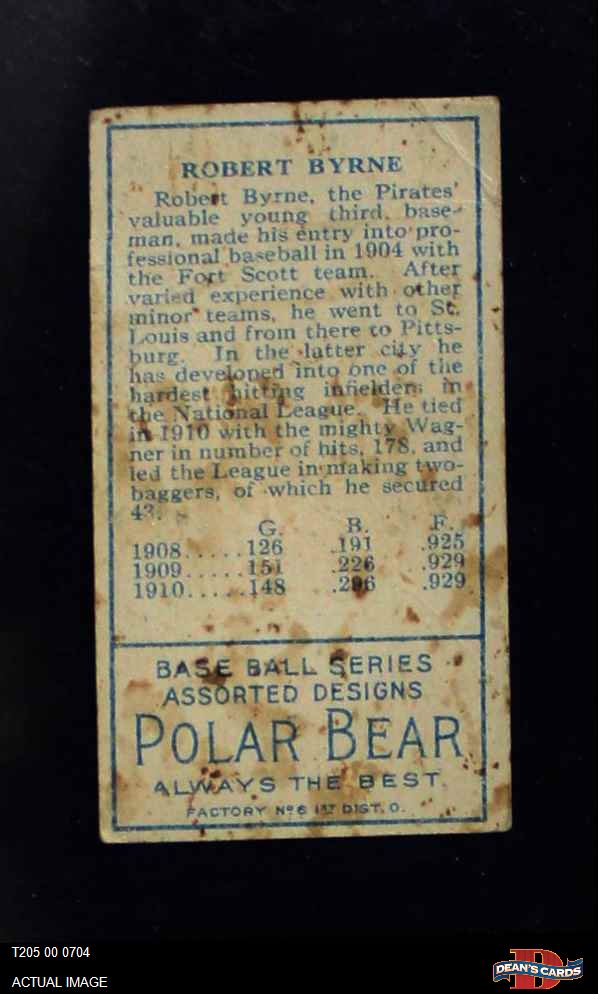 ROBERT BYRNE
Robert Byrne, the Pirates'
valuable young third base-
man, made his entry into pro-
fessional baseball in 1904 with
the Fort Scott team. After
varied experience with other
minor teams, he went to St.
Louis and from there to Pitts-
burg. In the latter city he
has developed into one of the
hardest hitting infielders in
the National League. He tied
in 1910 with the mighty Wag-
ner in number of hits, 178, and
led the League in making two-
baggers, of which he secured
43.
G. B. F.
1908.....126 .191 .925
1909.....151 .226 .929
1910.....148 .296 .929
BASE BALL SERIES
ASSORTED DESIGNS
POLAR BEAR
ALWAYS THE BEST.
FACTORY Nº 6 1ST DIST. O.
T205 00 0704
ACTUAL IMAGE
D
DEAN'S CARDS